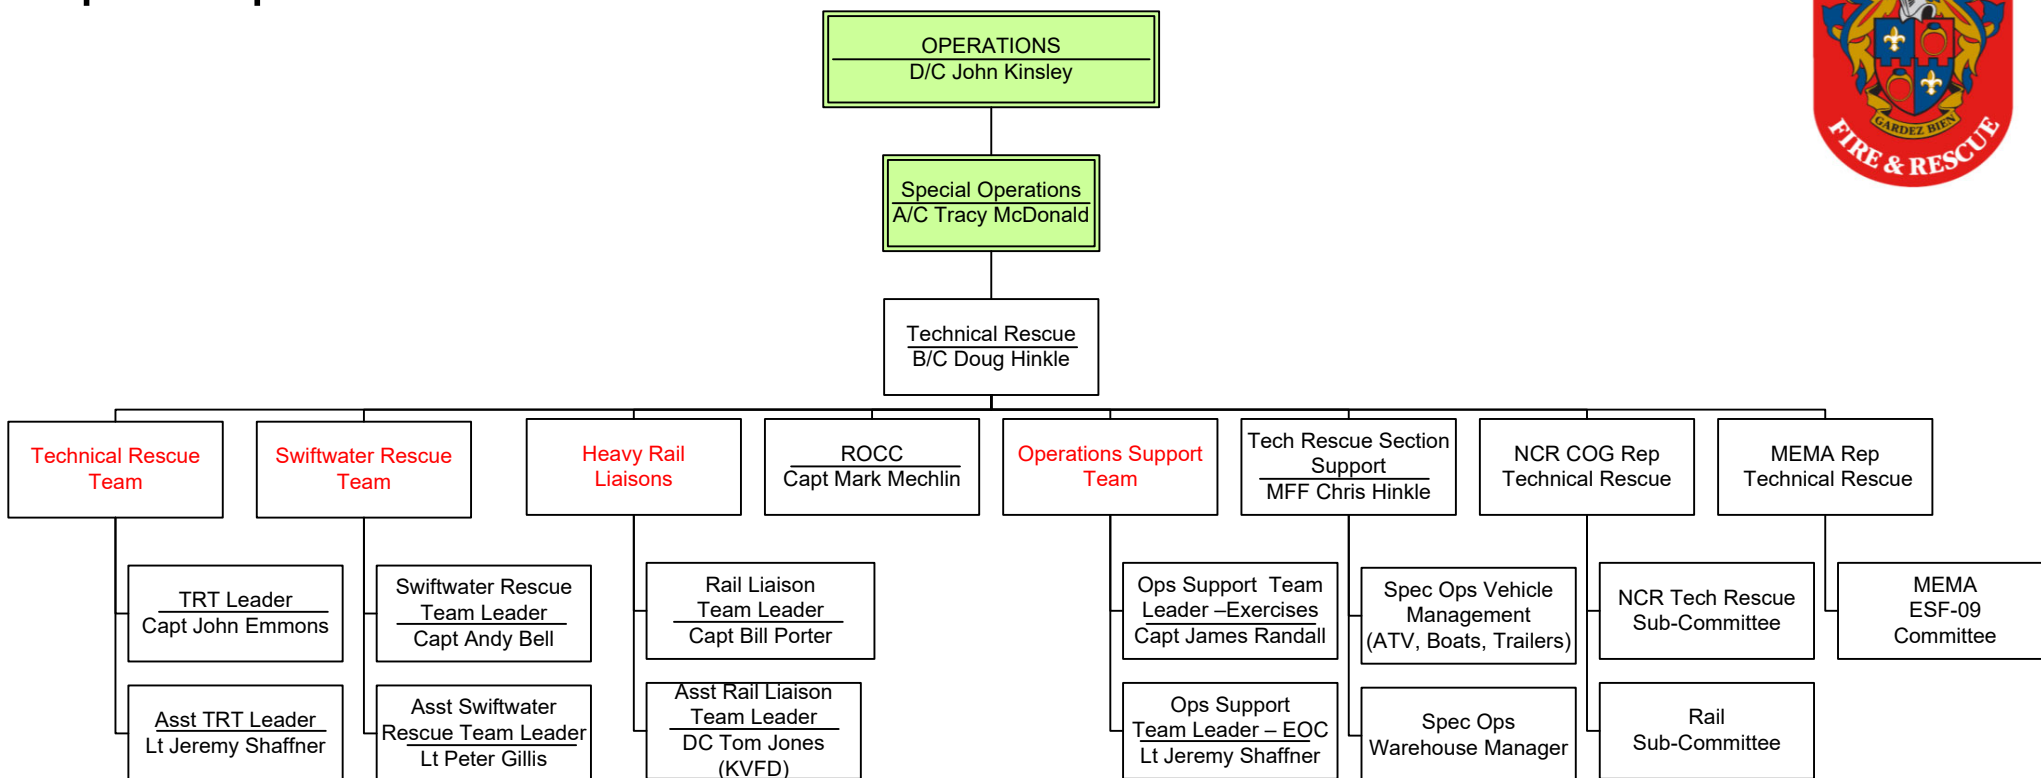 OPERATIONS
D/C John Kinsley
GARDEZ BIEN
FIRE & RESCUE
Special Operations
A/C Tracy McDonald
Technical Rescue
B/C Doug Hinkle
Technical Rescue
Team
Swiftwater Rescue
Team
Heavy Rail
Liaisons
ROCC
Capt Mark Mechlin
Operations Support
Team
Tech Rescue Section
Support
MFF Chris Hinkle
NCR COG Rep
Technical Rescue
MEMA Rep
Technical Rescue
TRT Leader
Capt John Emmons
Swiftwater Rescue
Team Leader
Capt Andy Bell
Rail Liaison
Team Leader
Capt Bill Porter
Ops Support  Team
Leader –Exercises
Capt James Randall
Spec Ops Vehicle
Management
(ATV, Boats, Trailers)
NCR Tech Rescue
Sub-Committee
MEMA
ESF-09
Committee
Asst TRT Leader
Lt Jeremy Shaffner
Asst Swiftwater
Rescue Team Leader
Lt Peter Gillis
Asst Rail Liaison
Team Leader
DC Tom Jones
(KVFD)
Ops Support
Team Leader – EOC
Lt Jeremy Shaffner
Spec Ops
Warehouse Manager
Rail
Sub-Committee